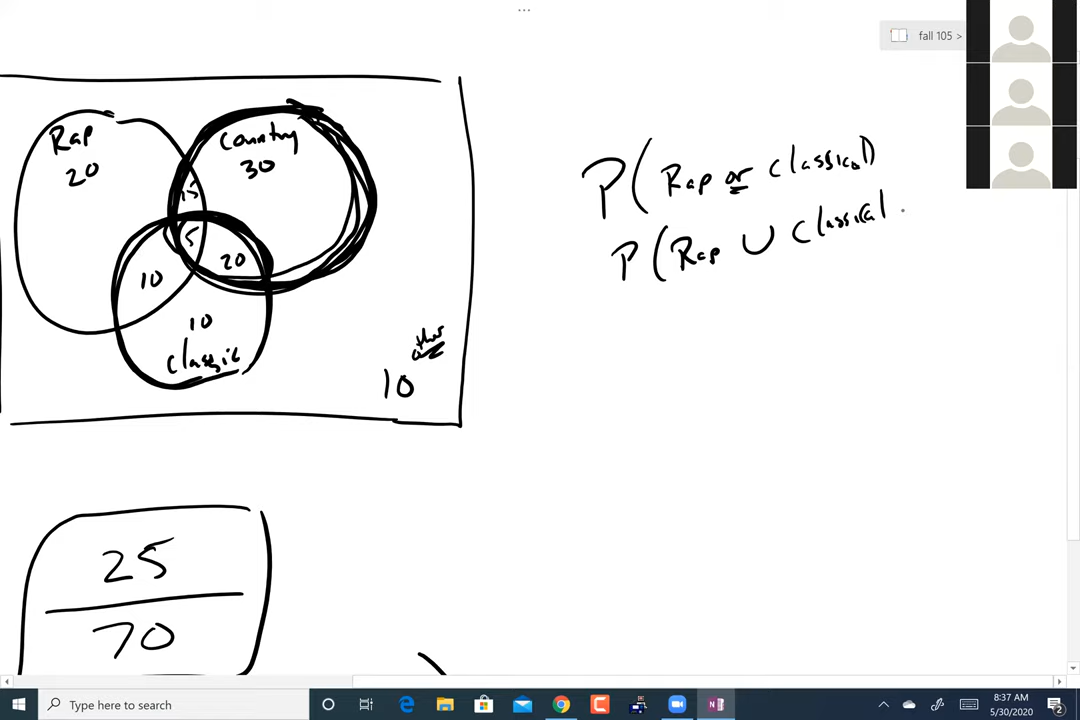 fall 105 >
Rap
20
Country
30
15
5
20
10
10
classic
other
10
P(Rap or classical)
P(Rap ∪ Classical
25
70
Type here to search
8:37 AM
5/30/2020
2